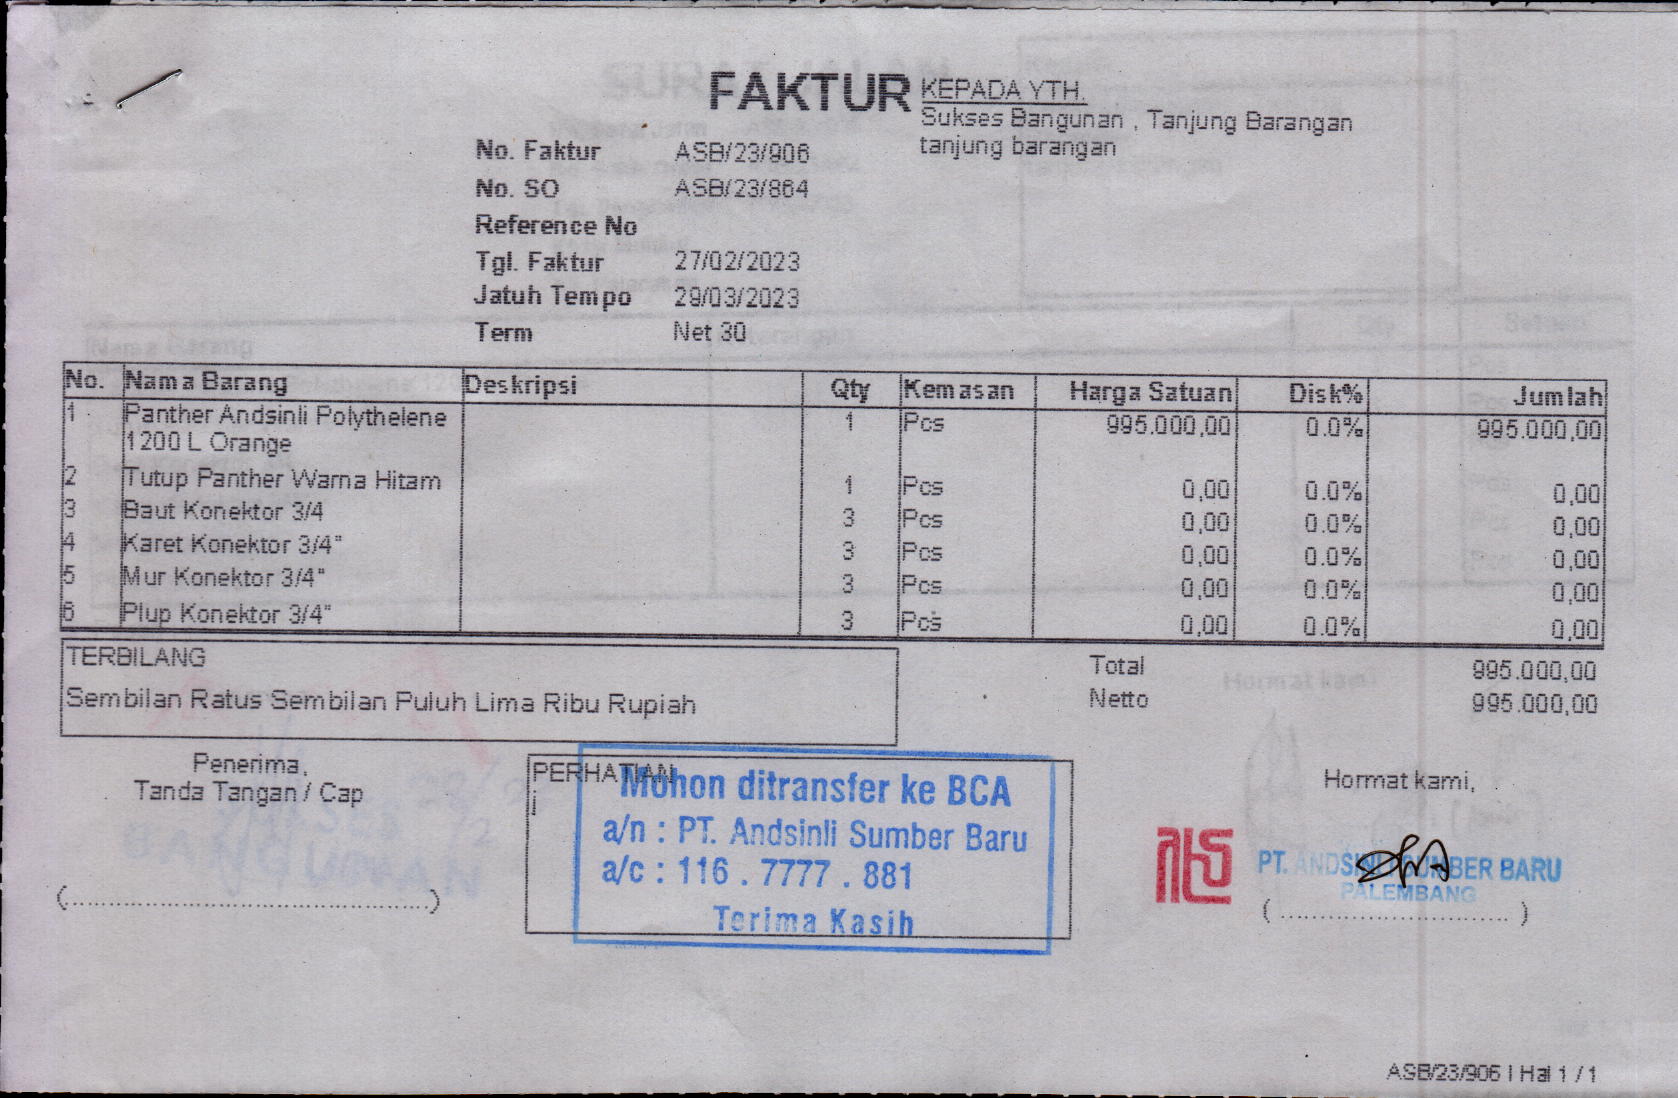 FAKTUR
KEPADA YTH.
Sukses Bangunan , Tanjung Barangan
tanjung barangan
No. Faktur ASB/23/906
No. SO ASB/23/864
Reference No
Tgl. Faktur 27/02/2023
Jatuh Tempo 29/03/2023
Term Net 30
No. Nama Barang Deskripsi Qty Kemasan Harga Satuan Disk% Jumlah
1 Panther Andsinli Polythelene 1 Pcs 995.000,00 0.0% 995.000,00
1200 L Orange
2 Tutup Panther Warna Hitam 1 Pcs 0,00 0.0% 0,00
3 Baut Konektor 3/4 3 Pcs 0,00 0.0% 0,00
4 Karet Konektor 3/4" 3 Pcs 0,00 0.0% 0,00
5 Mur Konektor 3/4" 3 Pcs 0,00 0.0% 0,00
6 Plup Konektor 3/4" 3 Pcs 0,00 0.0% 0,00
TERBILANG
Sembilan Ratus Sembilan Puluh Lima Ribu Rupiah
Total 995.000,00
Netto 995.000,00
Penerima,
Tanda Tangan / Cap
(................................................)
PERHATIAN
i
Mohon ditransfer ke BCA
a/n : PT. Andsinli Sumber Baru
a/c : 116 . 7777 . 881
Terima Kasih
Hormat kami,
PT. ANDSINLI SUMBER BARU
PALEMBANG
( .............................. )
ASB/23/906 | Hal 1 / 1